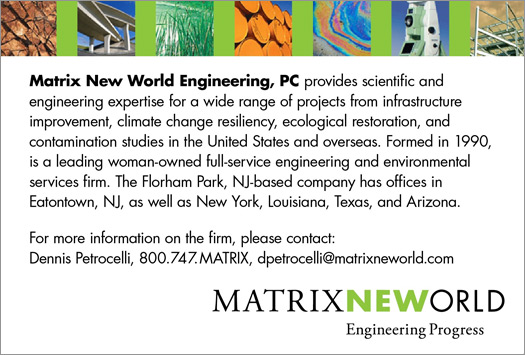 Matrix New World Engineering, PC provides scientific and
engineering expertise for a wide range of projects from infrastructure
improvement, climate change resiliency, ecological restoration, and
contamination studies in the United States and overseas. Formed in 1990,
is a leading woman-owned full-service engineering and environmental
services firm. The Florham Park, NJ-based company has offices in
Eatontown, NJ, as well as New York, Louisiana, Texas, and Arizona.
For more information on the firm, please contact:
Dennis Petrocelli, 800.747.MATRIX, dpetrocelli@matrixneworld.com
MATRIXNEWORLD
Engineering Progress